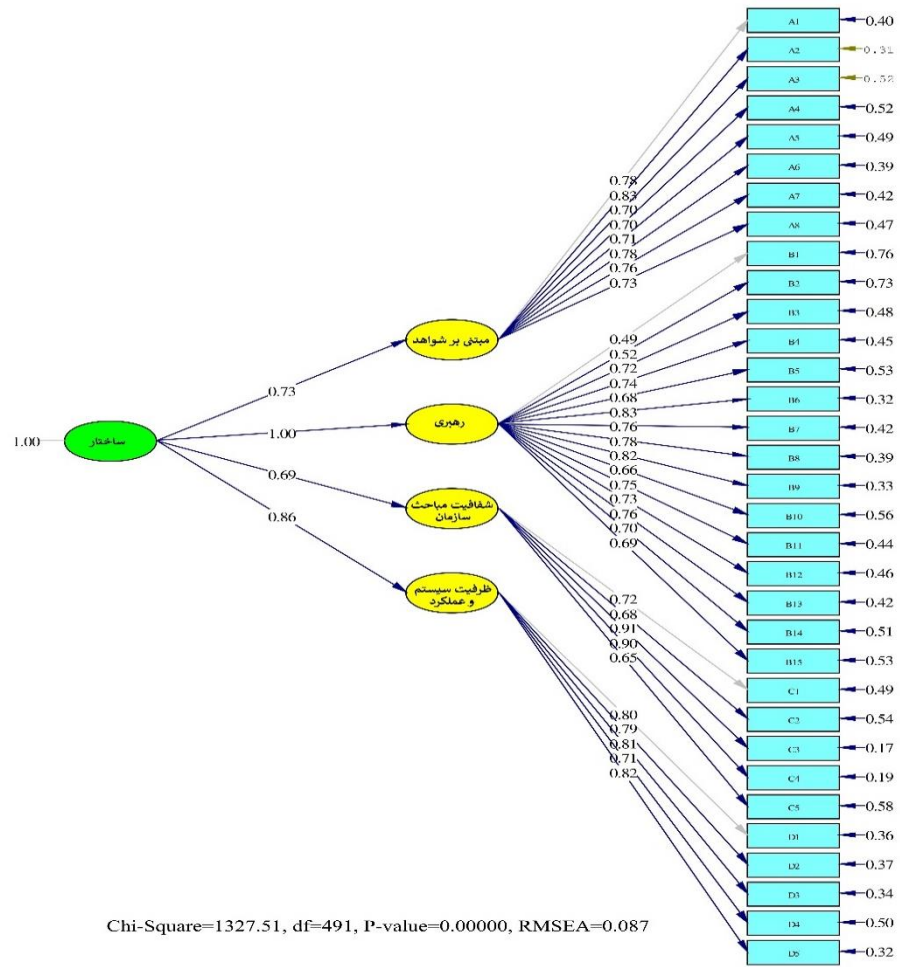 A1
0.40
A2
0.31
A3
0.52
A4
0.52
A5
0.49
A6
0.39
A7
0.42
A8
0.47
B1
0.76
B2
0.73
B3
0.48
B4
0.45
B5
0.53
B6
0.32
B7
0.42
B8
0.39
B9
0.33
B10
0.56
B11
0.44
B12
0.46
B13
0.42
B14
0.51
B15
0.53
C1
0.49
C2
0.54
C3
0.17
C4
0.19
C5
0.58
D1
0.36
D2
0.37
D3
0.34
D4
0.50
D5
0.32
0.78
0.83
0.70
0.70
0.71
0.78
0.76
0.73
0.49
0.52
0.72
0.74
0.68
0.83
0.76
0.78
0.82
0.66
0.75
0.73
0.76
0.70
0.69
0.72
0.68
0.91
0.90
0.65
0.80
0.79
0.81
0.71
0.82
مبتنی بر شواهد
رهبری
شفافیت مباحث
سازمان
ظرفیت سیستم
و عملکرد
0.73
1.00
0.69
0.86
ساختار
1.00
Chi-Square=1327.51, df=491, P-value=0.00000, RMSEA=0.087